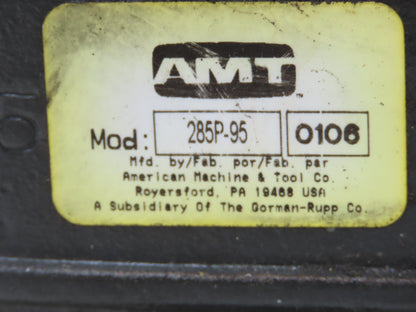 AMT
Mod: 285P-95 0106
Mfd. by/Fab. por/Fab. par
American Machine & Tool Co.
Royersford, PA 19468 USA
A Subsidiary Of The Gorman-Rupp Co.